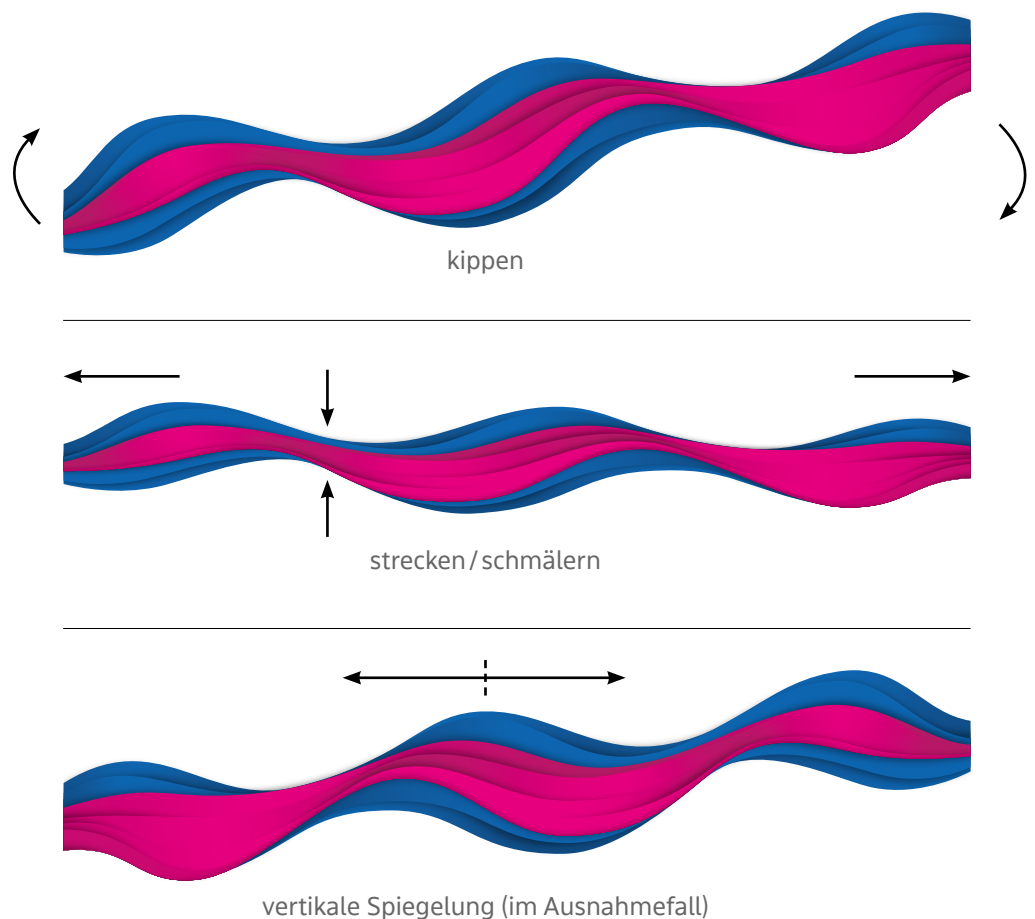 kippen
strecken / schmälern
vertikale Spiegelung (im Ausnahmefall)